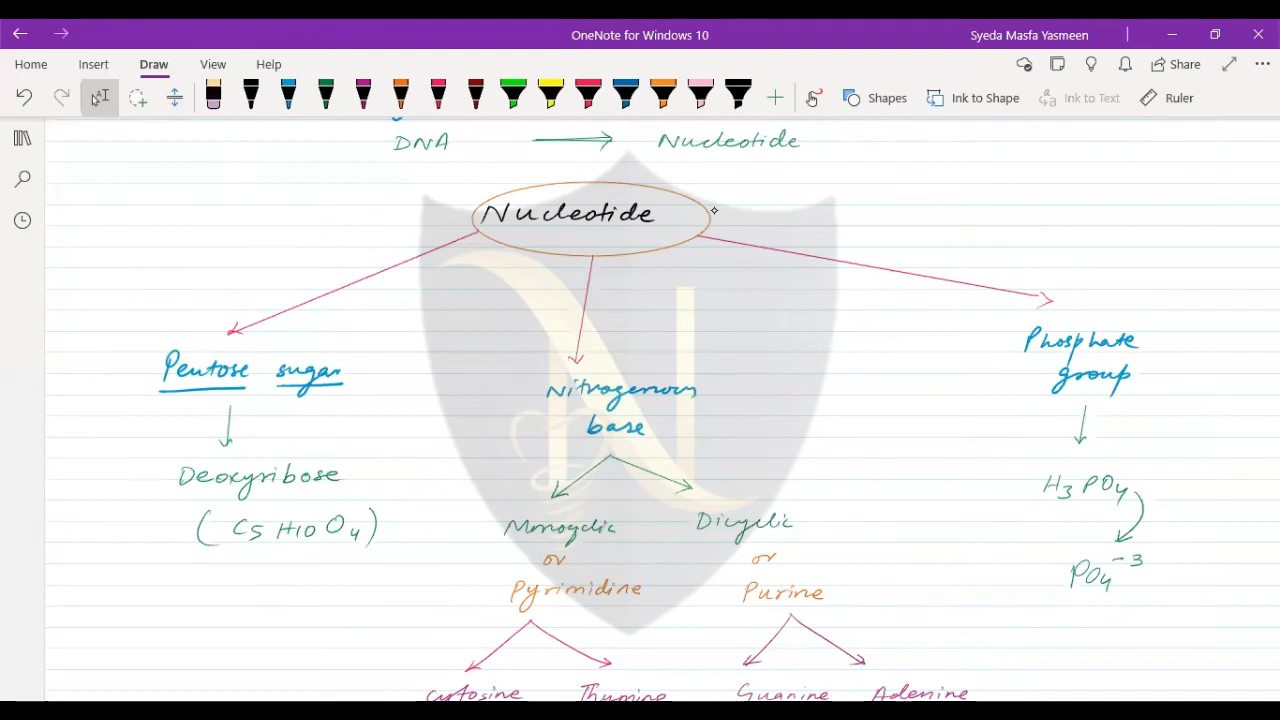 OneNote for Windows 10
Syeda Masfa Yasmeen
Home Insert Draw View Help
Share
Shapes Ink to Shape Ink to Text Ruler
DNA Nucleotide
Nucleotide
Pentose sugar
Nitrogenous
base
Phosphate
group
Deoxyribose
(C5 H10 O4)
Monocyclic
or
Pyrimidine
Dicyclic
or
Purine
H3 PO4
PO4 -3
Cytosine Thymine Guanine Adenine
N